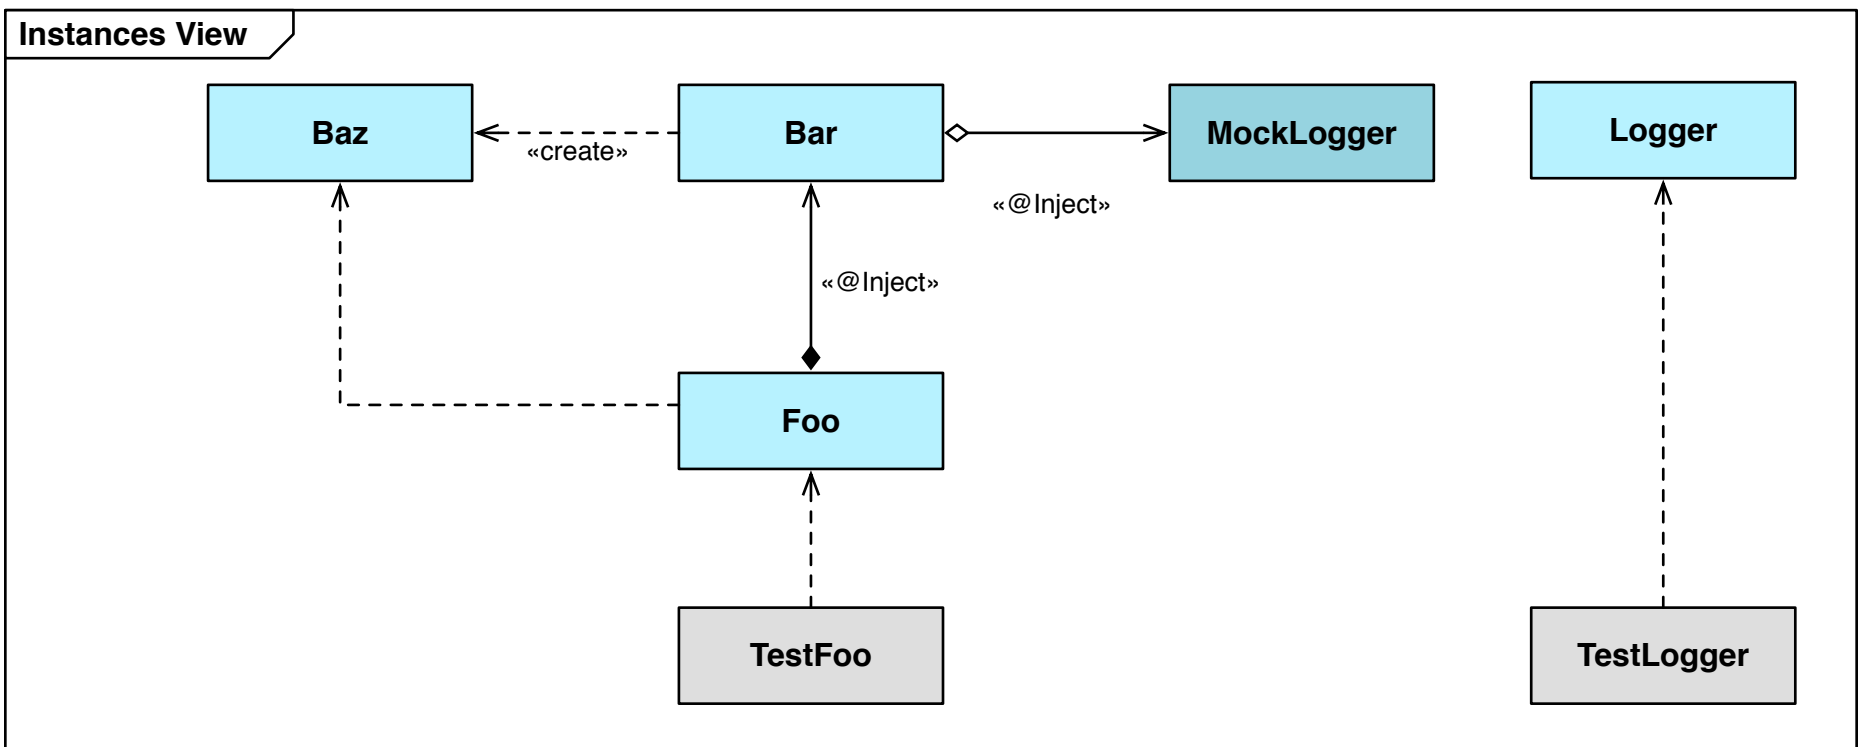 Instances View
Baz
«create»
Bar
MockLogger
Logger
«@Inject»
«@Inject»
Foo
TestFoo
TestLogger